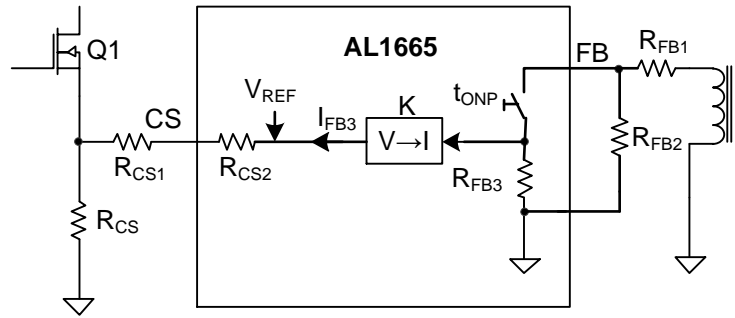 Q1
AL1665
FB
R_FB1
t_ONP
V_REF
K
I_FB3
CS
V→I
R_FB2
R_CS1
R_CS2
R_FB3
R_CS